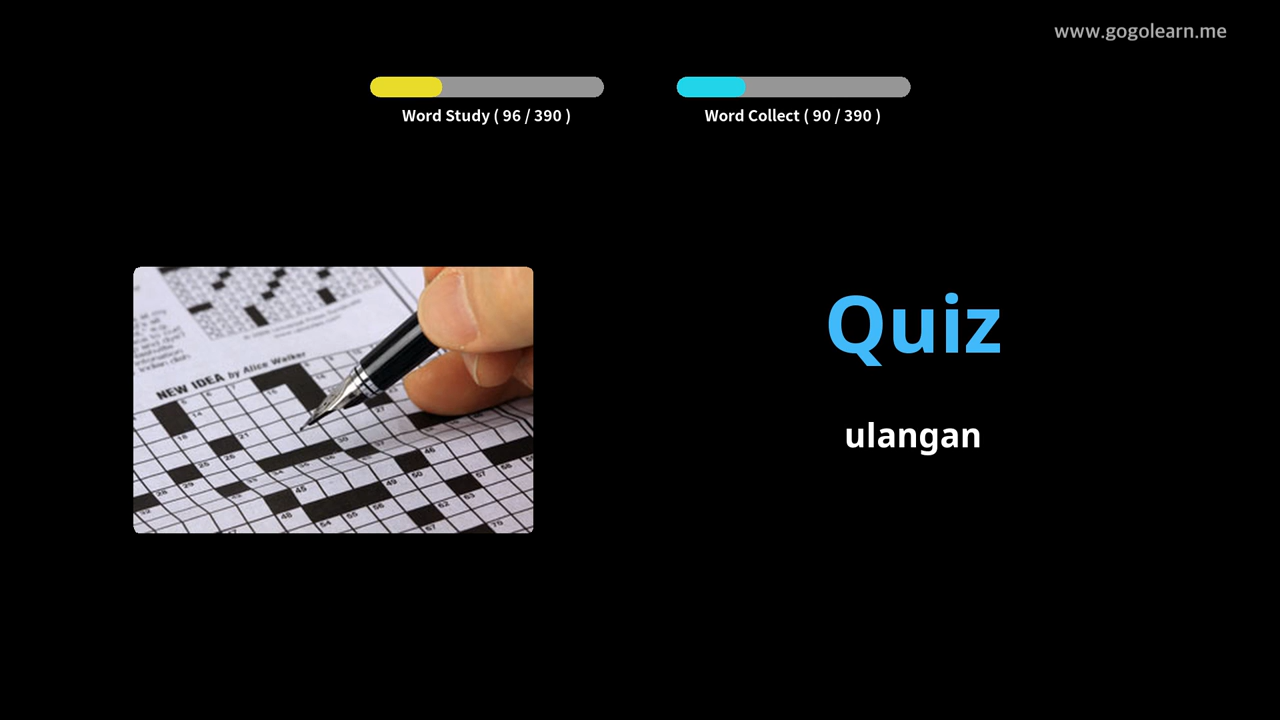 www.gogolearn.me
Word Study ( 96 / 390 )
Word Collect ( 90 / 390 )
Quiz
ulangan
NEW IDEA by Alice Walker